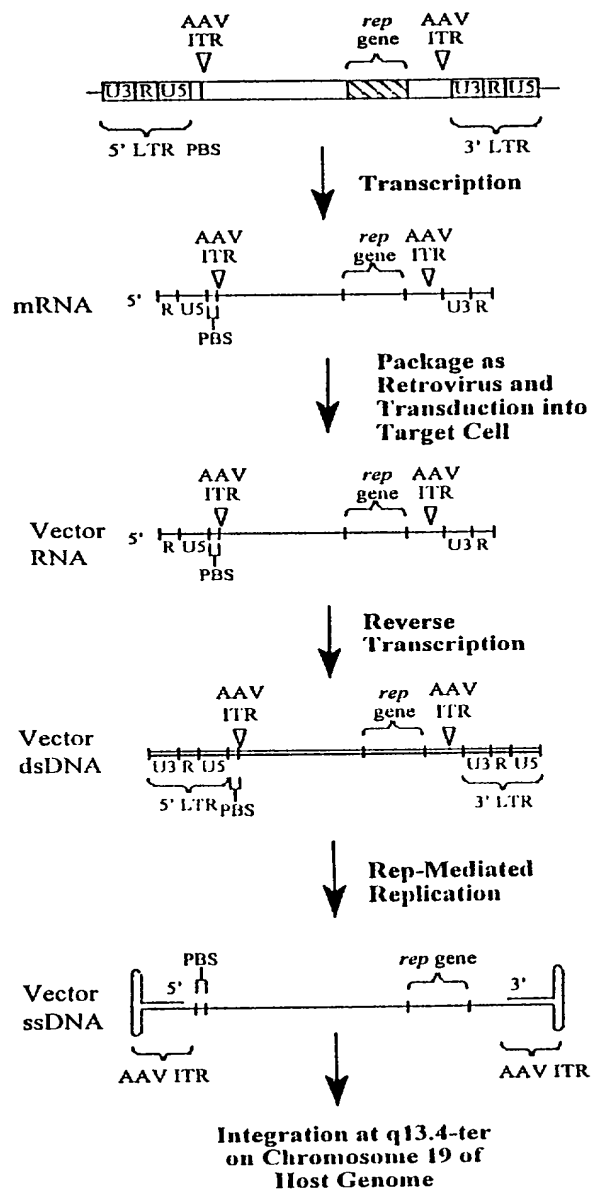 AAV rep AAV
ITR gene ITR
U3 R U5 U3 R U5
5' LTR PBS 3' LTR
Transcription
AAV rep AAV
ITR gene ITR
mRNA 5'
R U5 U3 R
PBS
Package as
Retrovirus and
Transduction into
Target Cell
AAV rep AAV
ITR gene ITR
Vector
RNA 5'
R U5 U3 R
PBS
Reverse
Transcription
AAV rep AAV
ITR gene ITR
Vector
dsDNA
U3 R U5 U3 R U5
5' LTR PBS 3' LTR
Rep-Mediated
Replication
PBS rep gene
Vector
ssDNA
5' 3'
AAV ITR AAV ITR
Integration at q13.4-ter
on Chromosome 19 of
Host Genome